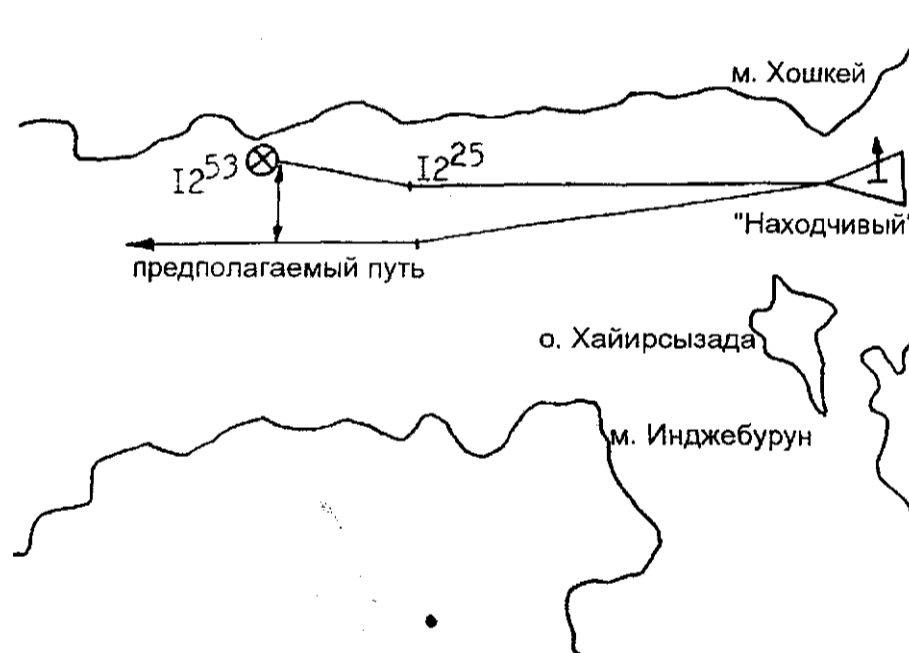 м. Хошкей
I2⁵³
I2²⁵
"Находчивый"
предполагаемый путь
о. Хайирсызада
м. Инджебурун